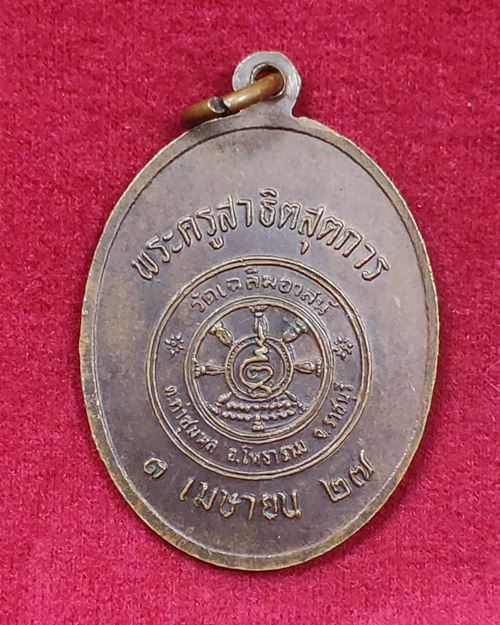 พระครูสาธิตสุตการ
วัดเฉลิมอาสน์
ต.ท่าชุมพล อ.โพธาราม จ.ราชบุรี
๑ เมษายน ๒๗